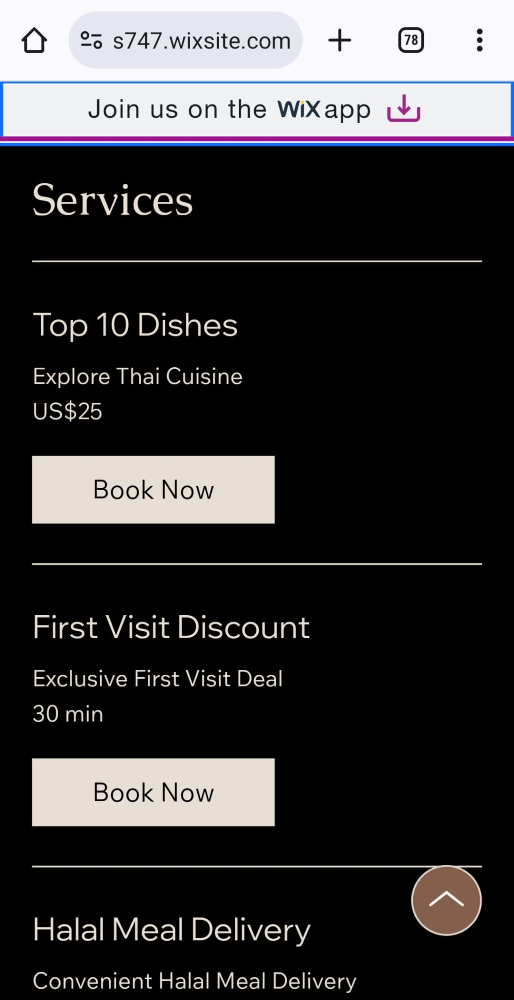 s747.wixsite.com
78
Join us on the WiX app
Services
Top 10 Dishes
Explore Thai Cuisine
US$25
Book Now
First Visit Discount
Exclusive First Visit Deal
30 min
Book Now
Halal Meal Delivery
Convenient Halal Meal Delivery